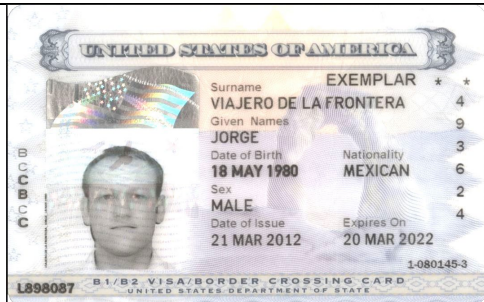 UNITED STATES OF AMERICA
EXEMPLAR * *
Surname
VIAJERO DE LA FRONTERA
Given Names
JORGE
Date of Birth
18 MAY 1980
Nationality
MEXICAN
Sex
MALE
Date of Issue
21 MAR 2012
Expires On
20 MAR 2022
4
9
3
6
2
4
B
C
C
B
C
C
1-080145-3
L898087
B1/B2 VISA/BORDER CROSSING CARD
UNITED STATES DEPARTMENT OF STATE